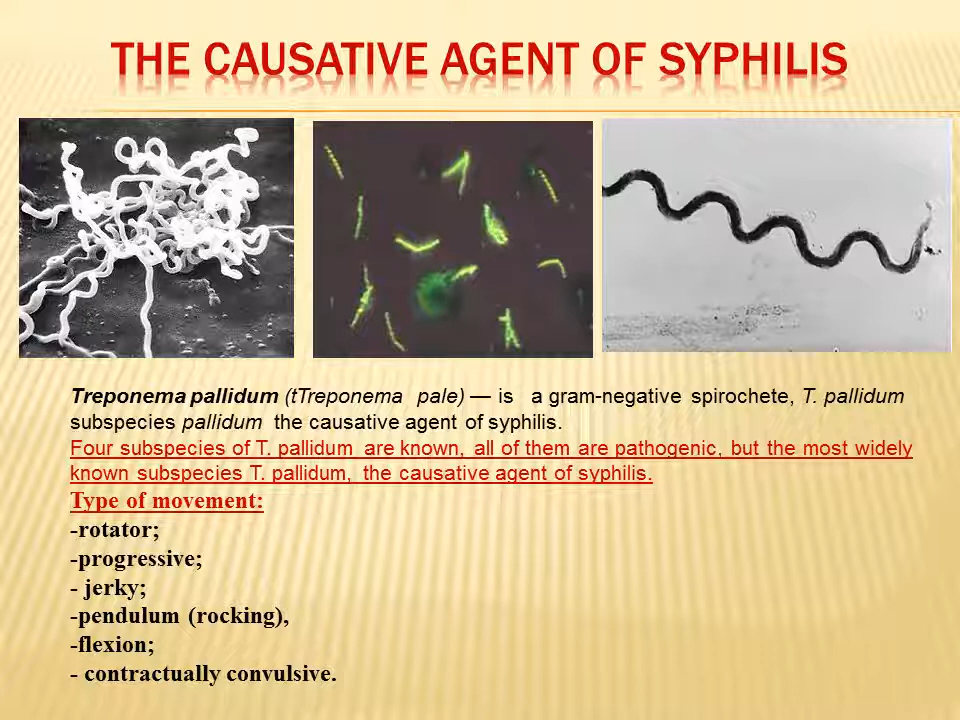 THE CAUSATIVE AGENT OF SYPHILIS
Treponema pallidum (tTreponema pale) — is a gram-negative spirochete, T. pallidum
subspecies pallidum the causative agent of syphilis.
Four subspecies of T. pallidum are known, all of them are pathogenic, but the most widely
known subspecies T. pallidum, the causative agent of syphilis.
Type of movement:
-rotator;
-progressive;
- jerky;
-pendulum (rocking),
-flexion;
- contractually convulsive.